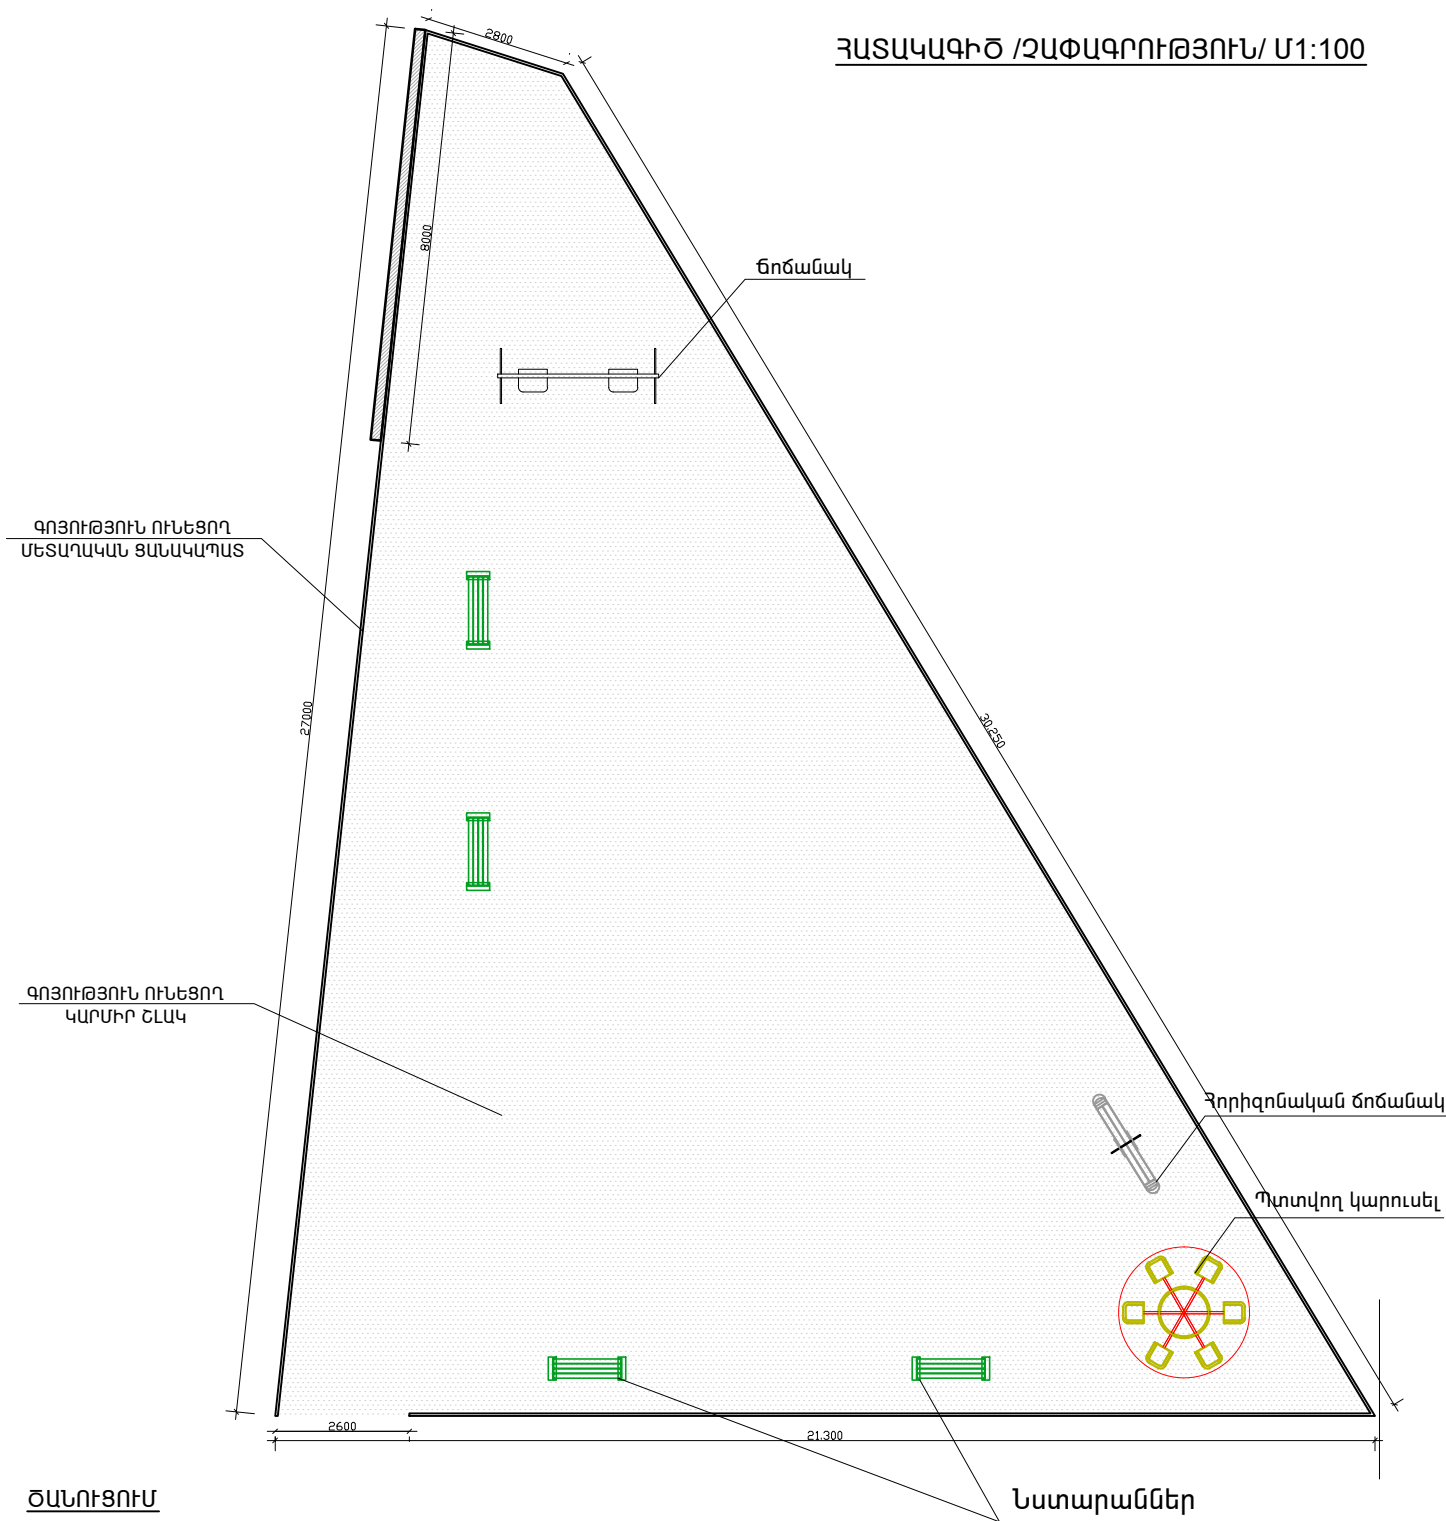 ՀԱՏԱԿԱԳԻԾ /ՉԱՓԱԳՐՈՒԹՅՈՒՆ/ Մ1:100
2800
8000
Ճոճանակ
ԳՈՅՈՒԹՅՈՒՆ ՈՒՆԵՑՈՂ
ՄԵՏԱՂԱԿԱՆ ՑԱՆԿԱՊԱՏ
27000
30.250
ԳՈՅՈՒԹՅՈՒՆ ՈՒՆԵՑՈՂ
ԿԱՐՄԻՐ ՇԼԱԿ
Հորիզոնական ճոճանակ
Պտտվող կարուսել
2600
21.300
ԾԱՆՈՒՑՈՒՄ
Նստարաններ